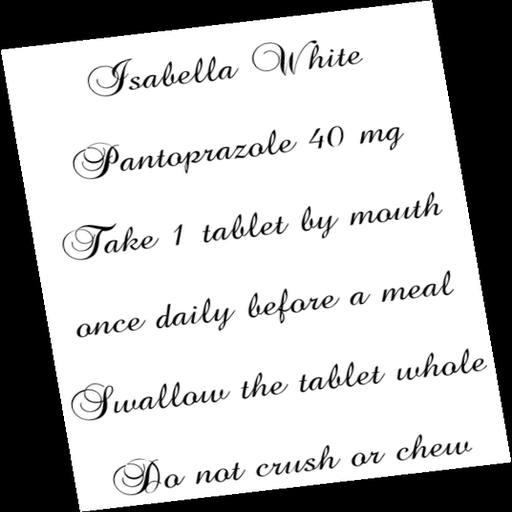 Isabella White
Pantoprazole 40 mg
Take 1 tablet by mouth
once daily before a meal
Swallow the tablet whole
Do not crush or chew